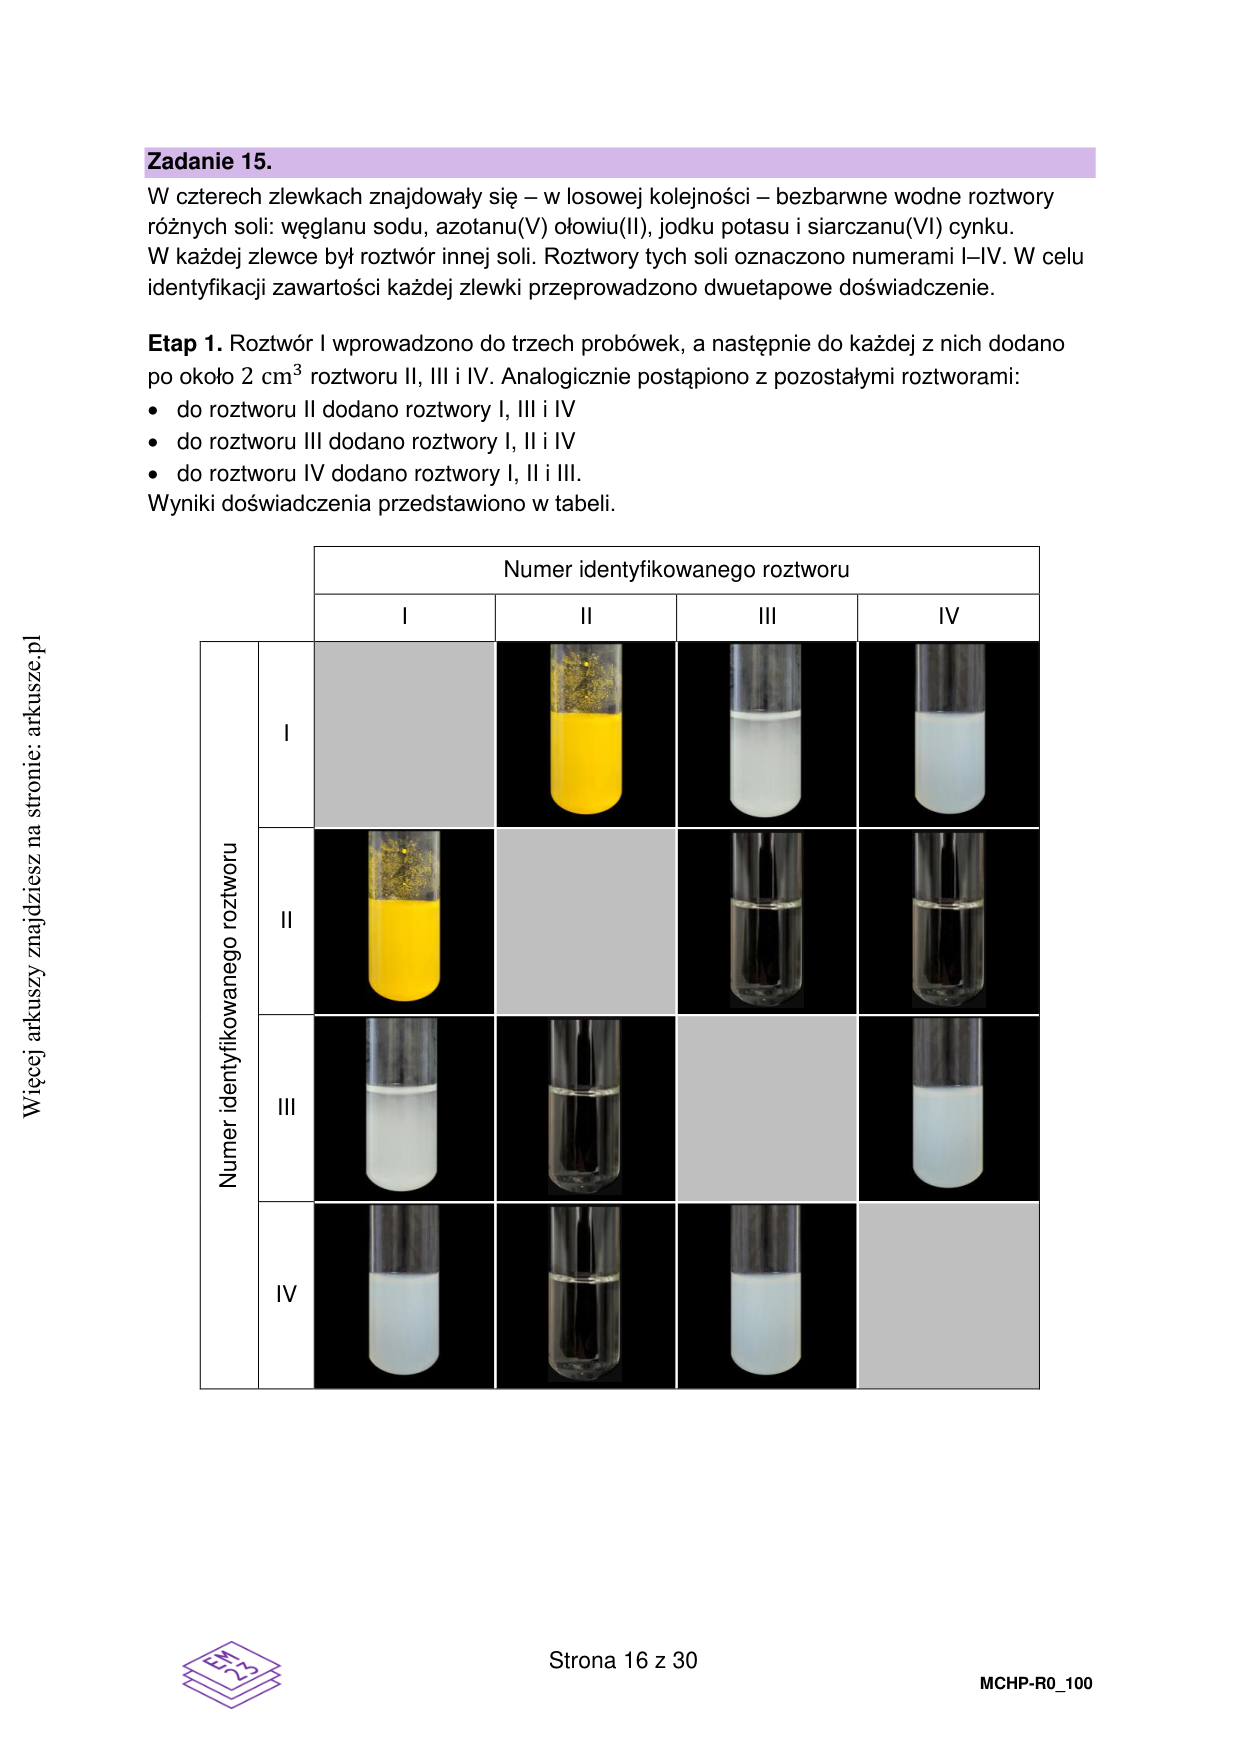 Zadanie 15.
W czterech zlewkach znajdowały się – w losowej kolejności – bezbarwne wodne roztwory
różnych soli: węglanu sodu, azotanu(V) ołowiu(II), jodku potasu i siarczanu(VI) cynku.
W każdej zlewce był roztwór innej soli. Roztwory tych soli oznaczono numerami I–IV. W celu
identyfikacji zawartości każdej zlewki przeprowadzono dwuetapowe doświadczenie.
Etap 1. Roztwór I wprowadzono do trzech probówek, a następnie do każdej z nich dodano
po około 2 cm³ roztworu II, III i IV. Analogicznie postąpiono z pozostałymi roztworami:
• do roztworu II dodano roztwory I, III i IV
• do roztworu III dodano roztwory I, II i IV
• do roztworu IV dodano roztwory I, II i III.
Wyniki doświadczenia przedstawiono w tabeli.
Numer identyfikowanego roztworu
I II III IV
Numer identyfikowanego roztworu
I
II
III
IV
Więcej arkuszy znajdziesz na stronie: arkusze.pl
EM
23
Strona 16 z 30
MCHP-R0_100